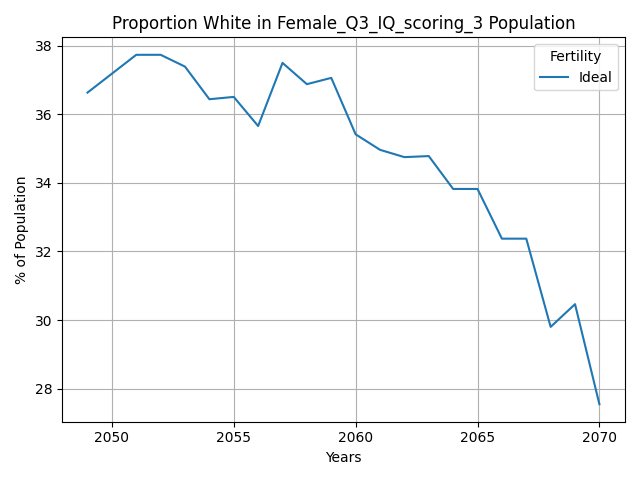 Proportion White in Female_Q3_IQ_scoring_3 Population
Fertility
Ideal
38
36
34
32
30
28
% of Population
2050 2055 2060 2065 2070
Years